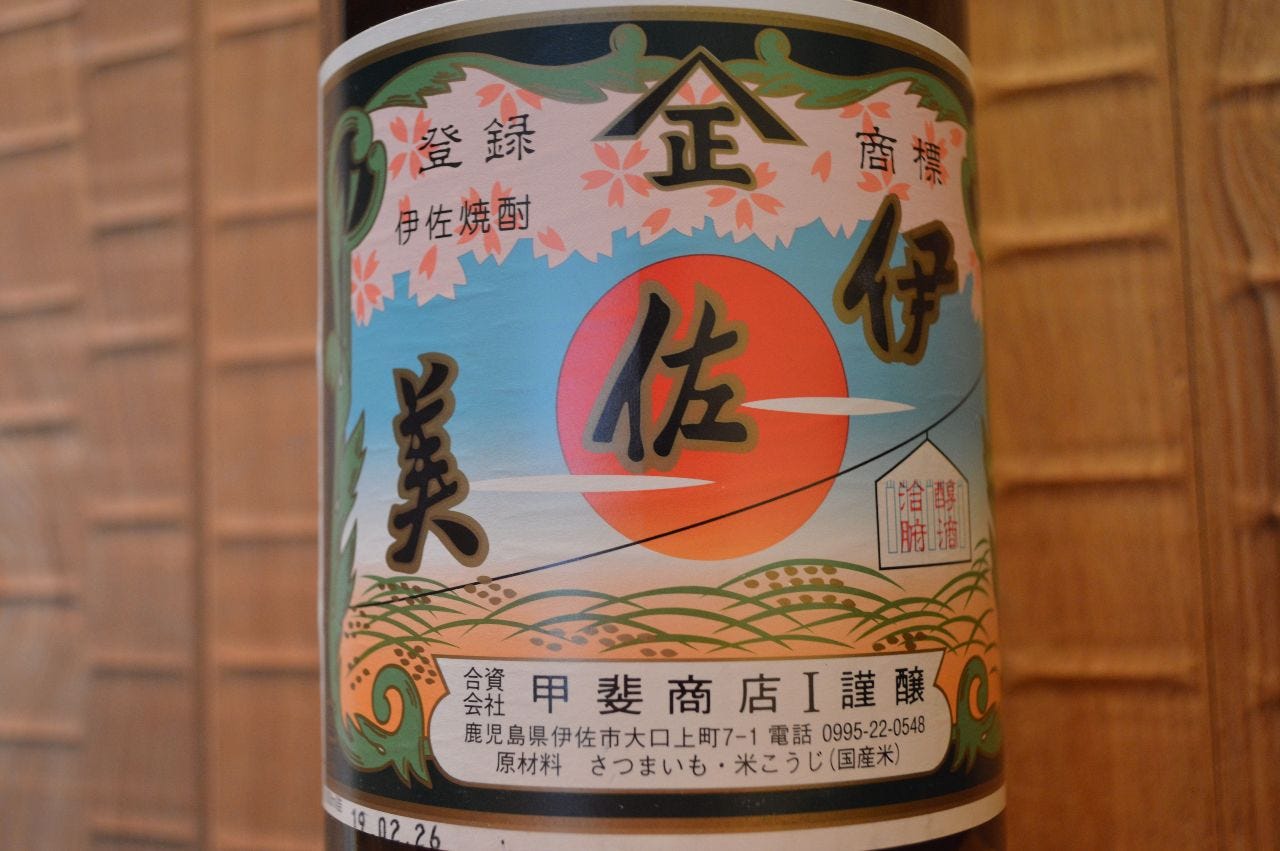 登録 正 商標
伊佐焼酎
伊佐美
醇酒
合資会社 甲斐商店I謹醸
鹿児島県伊佐市大口上町7-1 電話 0995-22-0548
原材料 さつまいも・米こうじ(国産米)
19.02.26